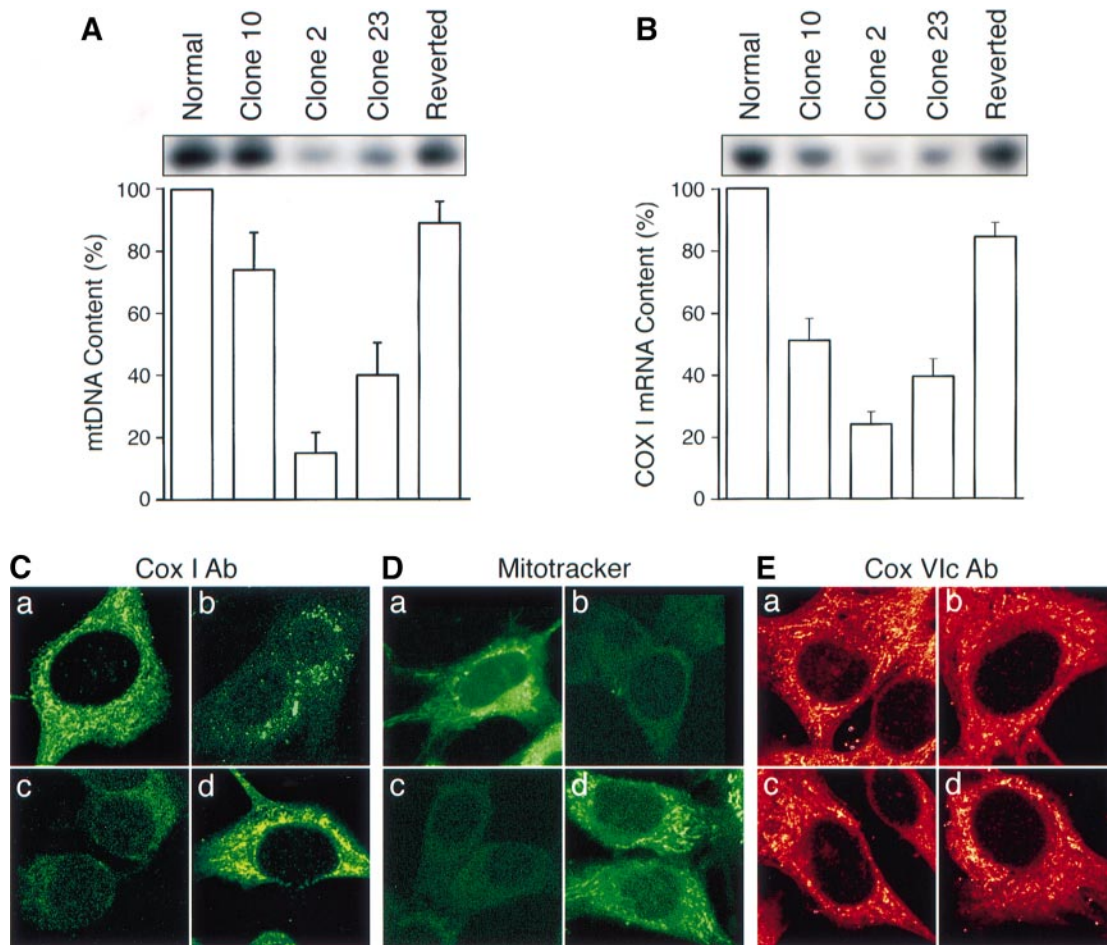 A
Normal
Clone 10
Clone 2
Clone 23
Reverted
mtDNA Content (%)
100
80
60
40
20
0
B
Normal
Clone 10
Clone 2
Clone 23
Reverted
COX I mRNA Content (%)
100
80
60
40
20
0
C Cox I Ab
a b
c d
D Mitotracker
a b
c d
E Cox VIc Ab
a b
c d